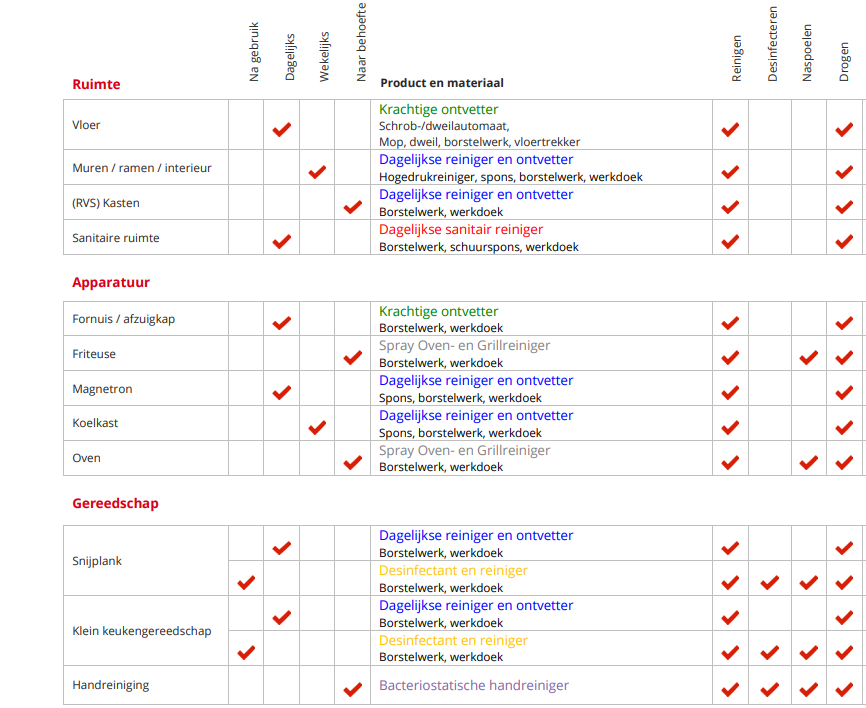 Na gebruik
Dagelijks
Wekelijks
Naar behoefte
Reinigen
Desinfecteren
Naspoelen
Drogen
Ruimte
Product en materiaal
Vloer
Krachtige ontvetter
Schrob-/dweilautomaat,
Mop, dweil, borstelwerk, vloertrekker
Muren / ramen / interieur
Dagelijkse reiniger en ontvetter
Hogedrukreiniger, spons, borstelwerk, werkdoek
(RVS) Kasten
Dagelijkse reiniger en ontvetter
Borstelwerk, werkdoek
Sanitaire ruimte
Dagelijkse sanitair reiniger
Borstelwerk, schuurspons, werkdoek
Apparatuur
Fornuis / afzuigkap
Krachtige ontvetter
Borstelwerk, werkdoek
Friteuse
Spray Oven- en Grillreiniger
Borstelwerk, werkdoek
Magnetron
Dagelijkse reiniger en ontvetter
Spons, borstelwerk, werkdoek
Koelkast
Dagelijkse reiniger en ontvetter
Spons, borstelwerk, werkdoek
Oven
Spray Oven- en Grillreiniger
Borstelwerk, werkdoek
Gereedschap
Snijplank
Dagelijkse reiniger en ontvetter
Borstelwerk, werkdoek
Desinfectant en reiniger
Borstelwerk, werkdoek
Klein keukengereedschap
Dagelijkse reiniger en ontvetter
Borstelwerk, werkdoek
Desinfectant en reiniger
Borstelwerk, werkdoek
Handreiniging
Bacteriostatische handreiniger